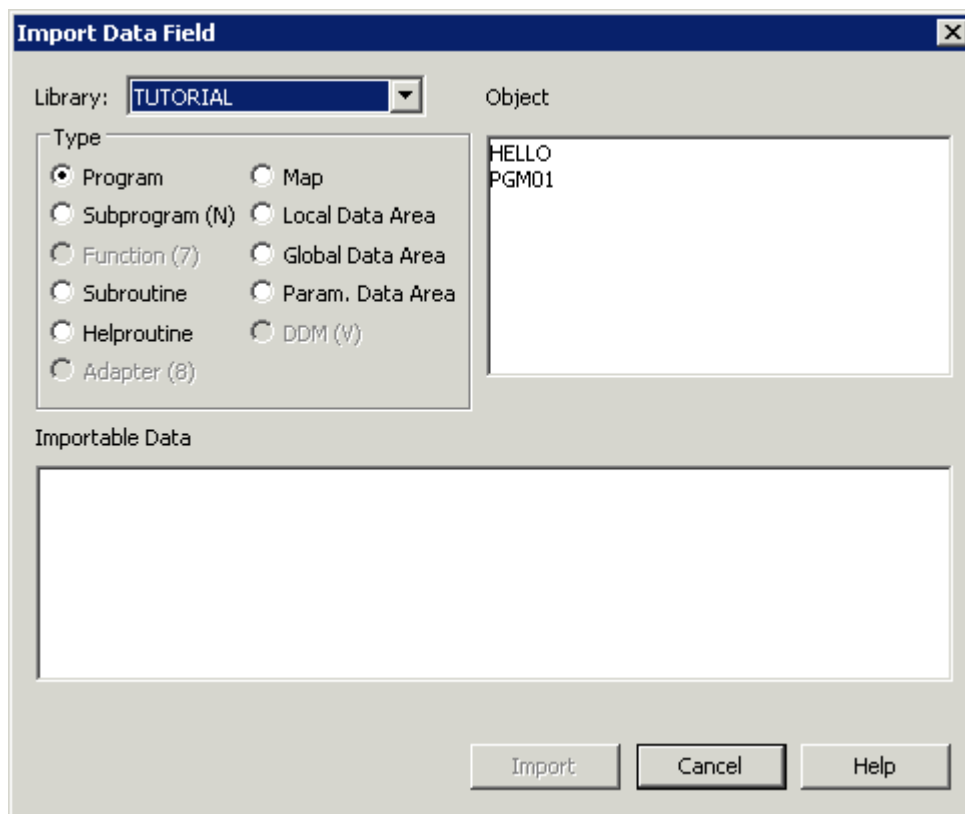 Import Data Field
Library: TUTORIAL
Object
Type
Program
Map
Subprogram (N)
Local Data Area
Function (7)
Global Data Area
Subroutine
Param. Data Area
Helproutine
DDM (V)
Adapter (8)
HELLO
PGM01
Importable Data
Import
Cancel
Help